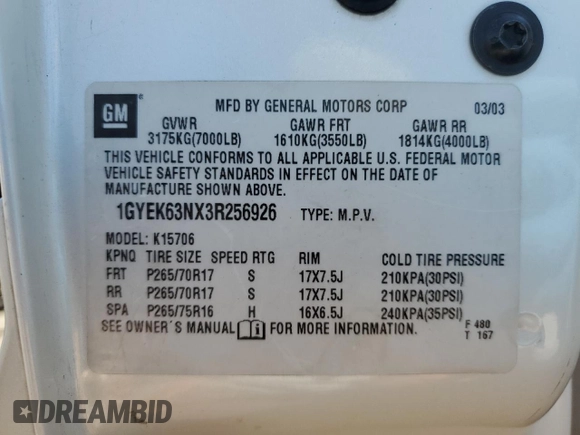 GM © MFD BY GENERAL MOTORS CORP 03/03
GVWR GAWR FRT GAWR RR
3175KG(7000LB) 1610KG(3550LB) 1814KG(4000LB)
THIS VEHICLE CONFORMS TO ALL APPLICABLE U.S. FEDERAL MOTOR
VEHICLE SAFETY STANDARDS IN EFFECT ON THE DATE OF
MANUFACTURE SHOWN ABOVE.
1GYEK63NX3R256926 TYPE: M.P.V.
MODEL: K15706
KPNQ TIRE SIZE SPEED RTG RIM COLD TIRE PRESSURE
FRT P265/70R17 S 17X7.5J 210KPA(30PSI)
RR P265/70R17 S 17X7.5J 210KPA(30PSI)
SPA P265/75R16 H 16X6.5J 240KPA(35PSI)
SEE OWNER'S MANUAL i FOR MORE INFORMATION. F 480
T 167
DREAMBID